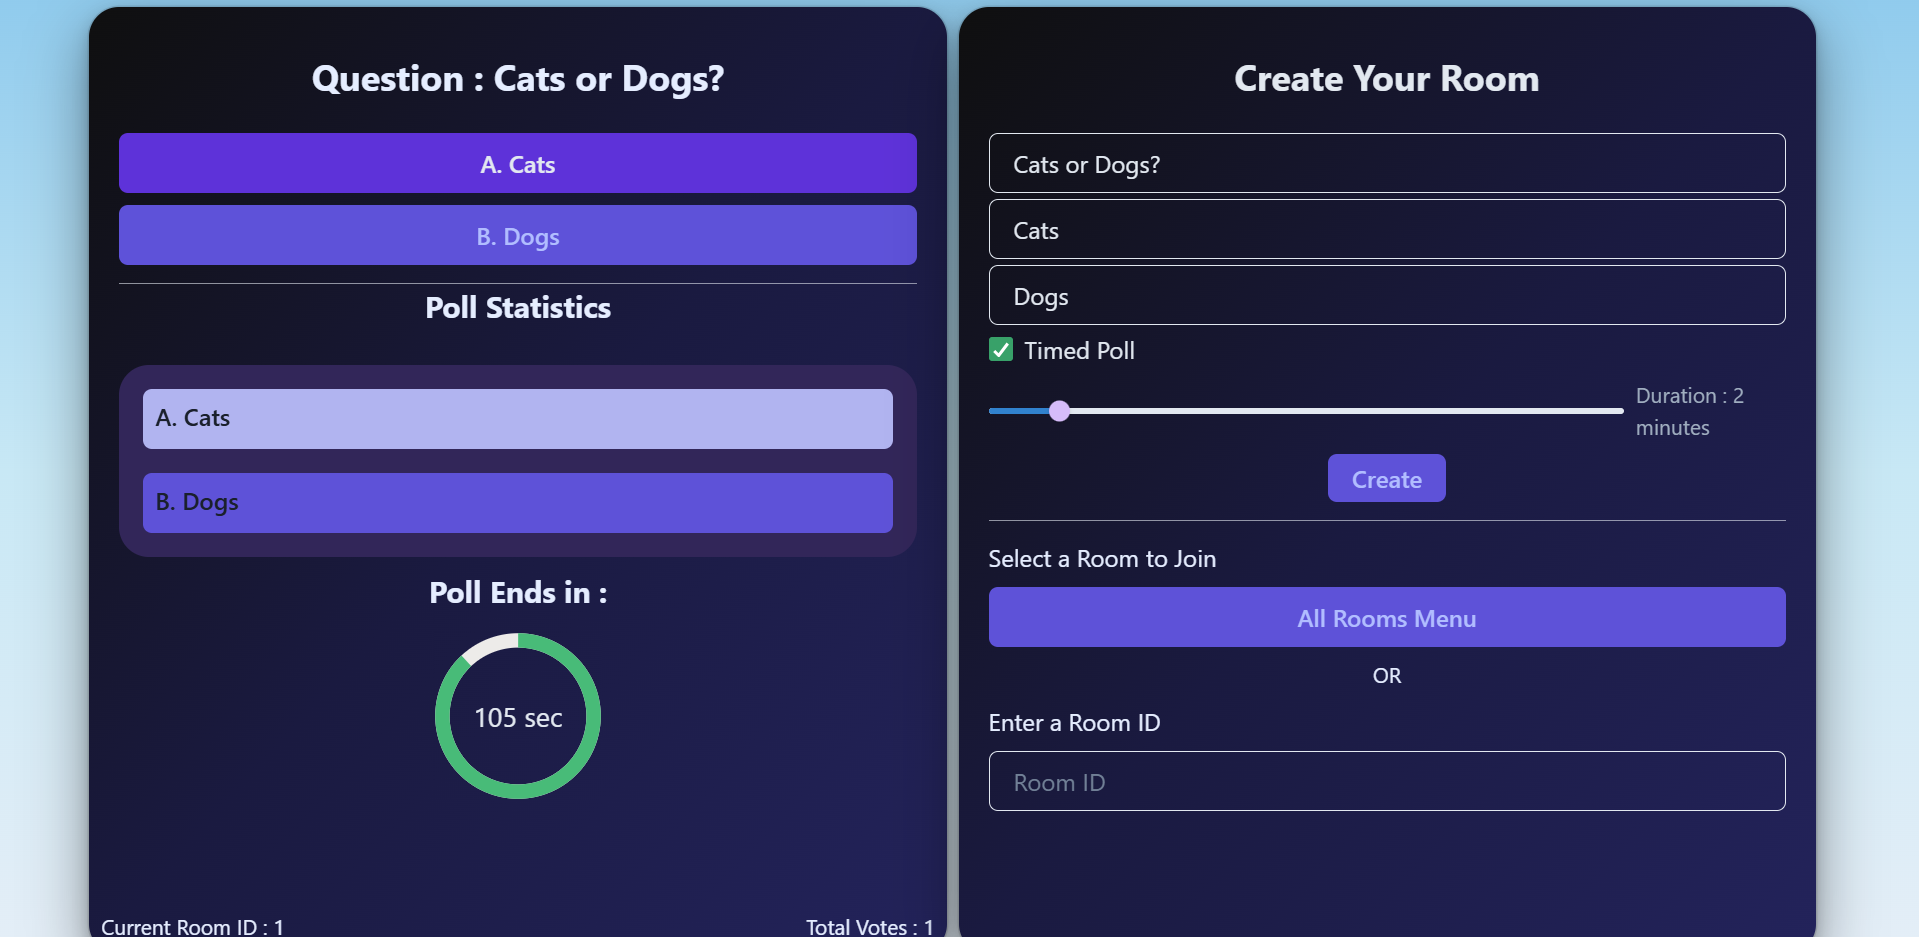 Question : Cats or Dogs?
A. Cats
B. Dogs
Poll Statistics
A. Cats
B. Dogs
Poll Ends in :
105 sec
Current Room ID : 1
Total Votes : 1
Create Your Room
Cats or Dogs?
Cats
Dogs
Timed Poll
Duration : 2
minutes
Create
Select a Room to Join
All Rooms Menu
OR
Enter a Room ID
Room ID